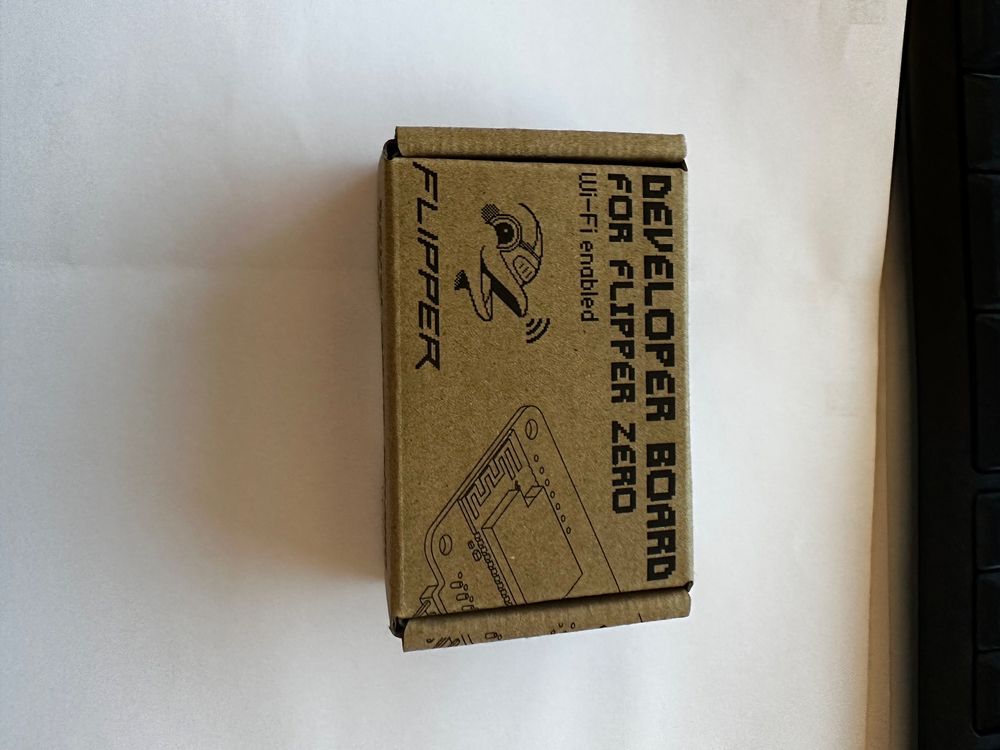 DEVELOPER BOARD
FOR FLIPPER ZERO
Wi-Fi enabled
FLIPPER